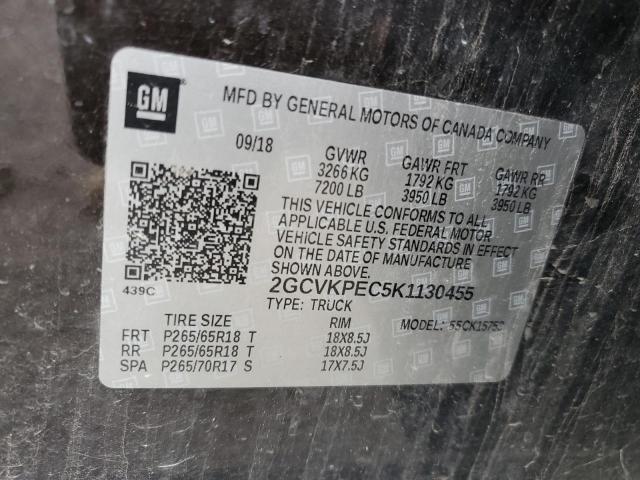 GM
MFD BY GENERAL MOTORS OF CANADA COMPANY
09/18 GVWR GAWR FRT GAWR RR
3266 KG 1792 KG 1792 KG
7200 LB 3950 LB 3950 LB
THIS VEHICLE CONFORMS TO ALL
APPLICABLE U.S. FEDERAL MOTOR
VEHICLE SAFETY STANDARDS IN EFFECT
ON THE DATE OF MANUFACTURE
SHOWN ABOVE.
439C 2GCVKPEC5K1130455
TYPE: TRUCK
TIRE SIZE RIM MODEL:
FRT P265/65R18 T 18X8.5J
RR P265/65R18 T 18X8.5J
SPA P265/70R17 S 17X7.5J